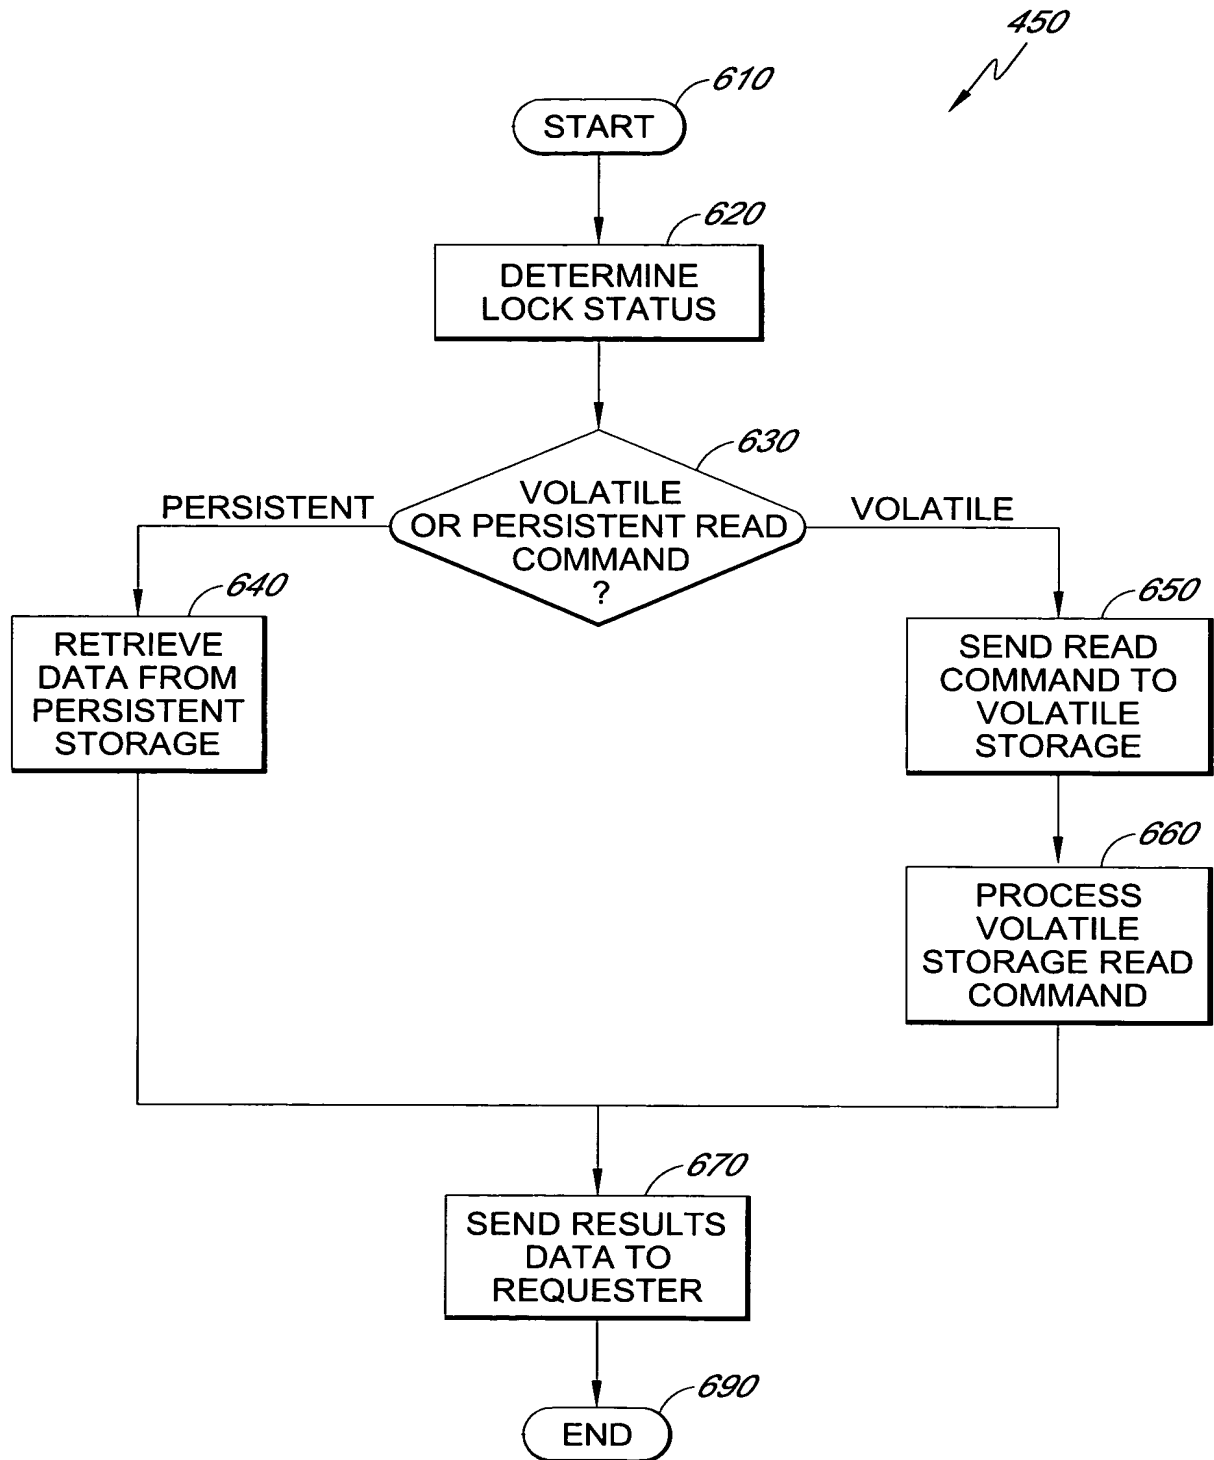 450
610
START
620
DETERMINE
LOCK STATUS
630
PERSISTENT
VOLATILE
OR PERSISTENT READ
COMMAND
?
VOLATILE
640
RETRIEVE
DATA FROM
PERSISTENT
STORAGE
650
SEND READ
COMMAND TO
VOLATILE
STORAGE
660
PROCESS
VOLATILE
STORAGE READ
COMMAND
670
SEND RESULTS
DATA TO
REQUESTER
690
END